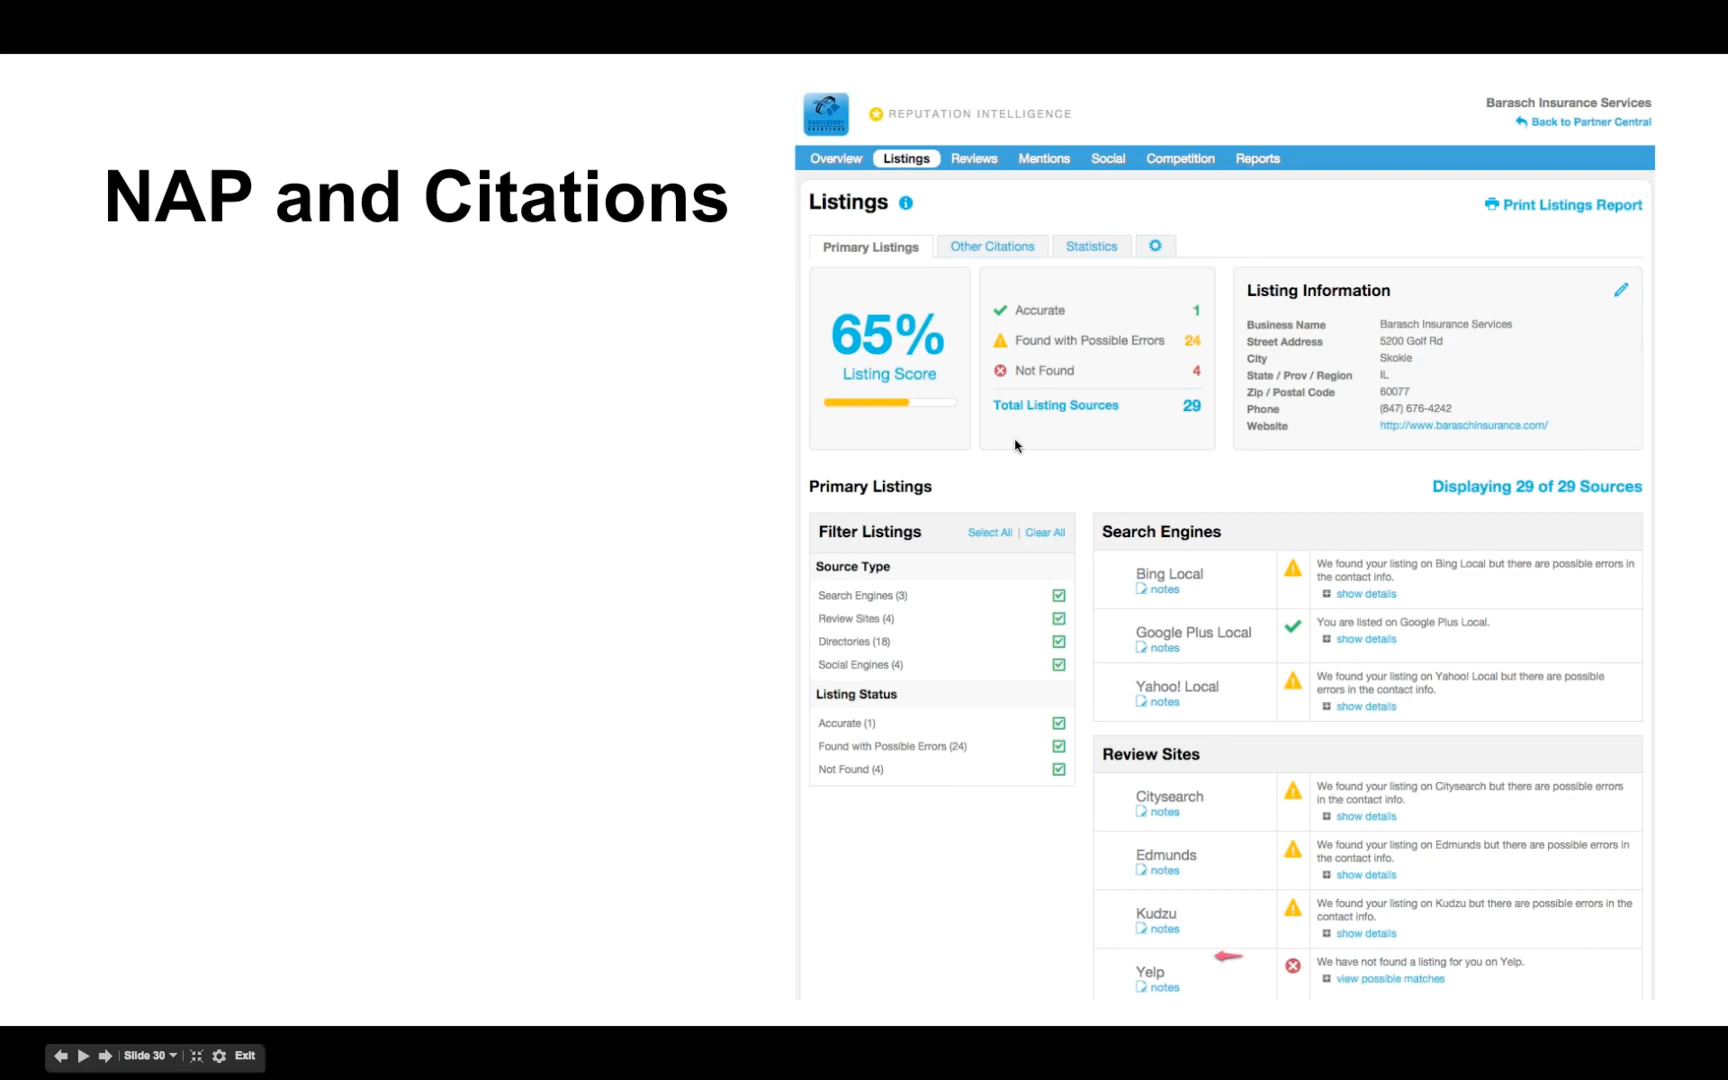 NAP and Citations
REPUTATION INTELLIGENCE
Barasch Insurance Services
Back to Partner Central
Overview Listings Reviews Mentions Social Competition Reports
Listings
Print Listings Report
Primary Listings Other Citations Statistics
65%
Listing Score
Accurate 1
Found with Possible Errors 24
Not Found 4
Total Listing Sources 29
Listing Information
Business Name Barasch Insurance Services
Street Address 5200 Golf Rd
City Skokie
State / Prov / Region IL
Zip / Postal Code 60077
Phone (847) 676-4242
Website http://www.baraschinsurance.com/
Primary Listings
Displaying 29 of 29 Sources
Filter Listings Select All | Clear All
Source Type
Search Engines (3)
Review Sites (4)
Directories (18)
Social Engines (4)
Listing Status
Accurate (1)
Found with Possible Errors (24)
Not Found (4)
Search Engines
Bing Local
notes
We found your listing on Bing Local but there are possible errors in
the contact info.
show details
Google Plus Local
notes
You are listed on Google Plus Local.
show details
Yahoo! Local
notes
We found your listing on Yahoo! Local but there are possible
errors in the contact info.
show details
Review Sites
Citysearch
notes
We found your listing on Citysearch but there are possible errors
in the contact info.
show details
Edmunds
notes
We found your listing on Edmunds but there are possible errors in
the contact info.
show details
Kudzu
notes
We found your listing on Kudzu but there are possible errors in the
contact info.
show details
Yelp
notes
We have not found a listing for you on Yelp.
view possible matches
Slide 30
Exit